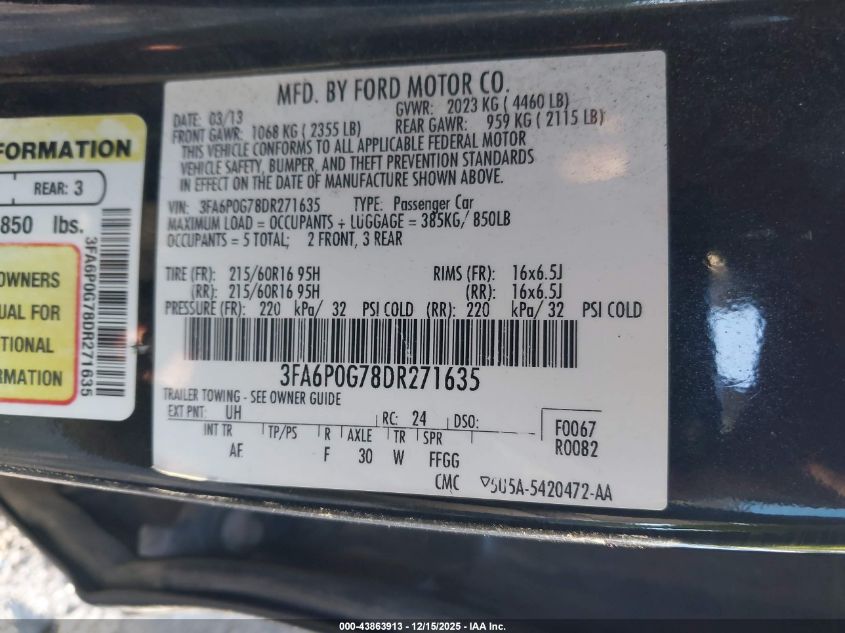 MFD. BY FORD MOTOR CO.
DATE: 03/13 GVWR: 2023 KG ( 4460 LB)
FRONT GAWR: 1068 KG ( 2355 LB) REAR GAWR: 959 KG ( 2115 LB)
THIS VEHICLE CONFORMS TO ALL APPLICABLE FEDERAL MOTOR
VEHICLE SAFETY, BUMPER, AND THEFT PREVENTION STANDARDS
IN EFFECT ON THE DATE OF MANUFACTURE SHOWN ABOVE.
VIN: 3FA6P0G78DR271635 TYPE: Passenger Car
MAXIMUM LOAD = OCCUPANTS + LUGGAGE = 385KG/ 850LB
OCCUPANTS = 5 TOTAL; 2 FRONT, 3 REAR
TIRE (FR): 215/60R16 95H RIMS (FR): 16x6.5J
(RR): 215/60R16 95H (RR): 16x6.5J
PRESSURE (FR): 220 kPa/ 32 PSI COLD (RR): 220 kPa/ 32 PSI COLD
3FA6P0G78DR271635
TRAILER TOWING - SEE OWNER GUIDE
EXT PNT: UH RC: 24 DSO: F0067
INT TR TP/PS R AXLE TR SPR R0082
AF F 30 W FFGG
CMC 5U5A-5420472-AA
FORMATION
REAR: 3
850 lbs.
OWNERS
UAL FOR
TIONAL
RMATION
3FA6P0G78DR271635
000-43863913 - 12/15/2025 - IAA Inc.